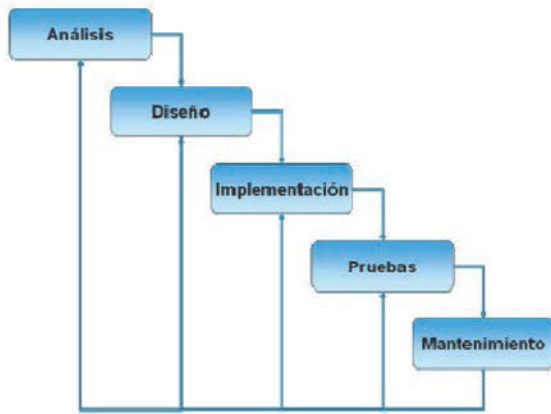 Análisis
Diseño
Implementación
Pruebas
Mantenimiento